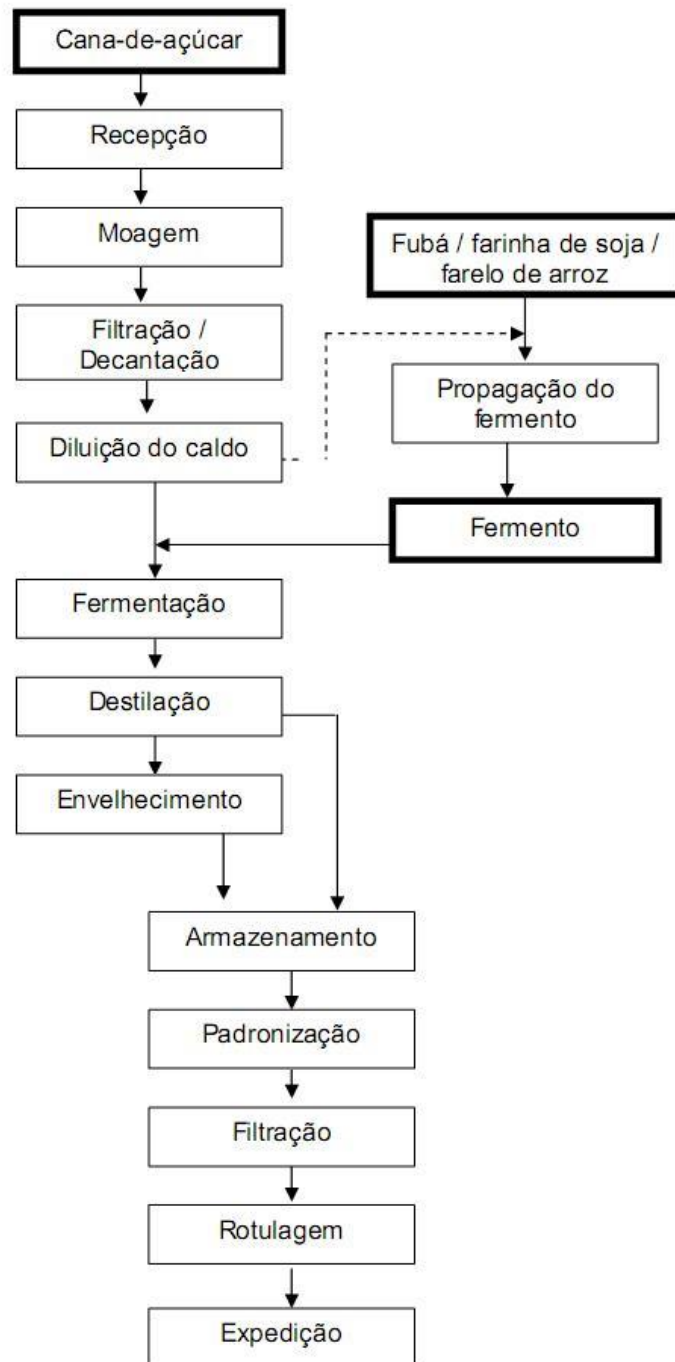 Cana-de-açúcar
Recepção
Moagem
Filtração /
Decantação
Diluição do caldo
Fubá / farinha de soja /
farelo de arroz
Propagação do
fermento
Fermento
Fermentação
Destilação
Envelhecimento
Armazenamento
Padronização
Filtração
Rotulagem
Expedição